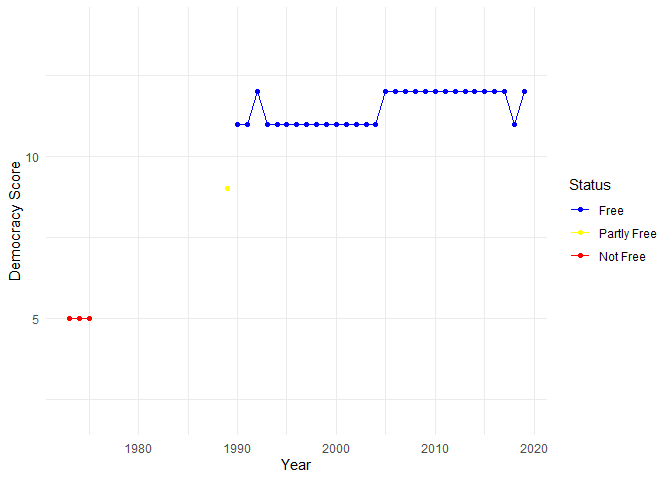 Democracy Score
10
5
1980
1990
2000
2010
2020
Year
Status
Free
Partly Free
Not Free